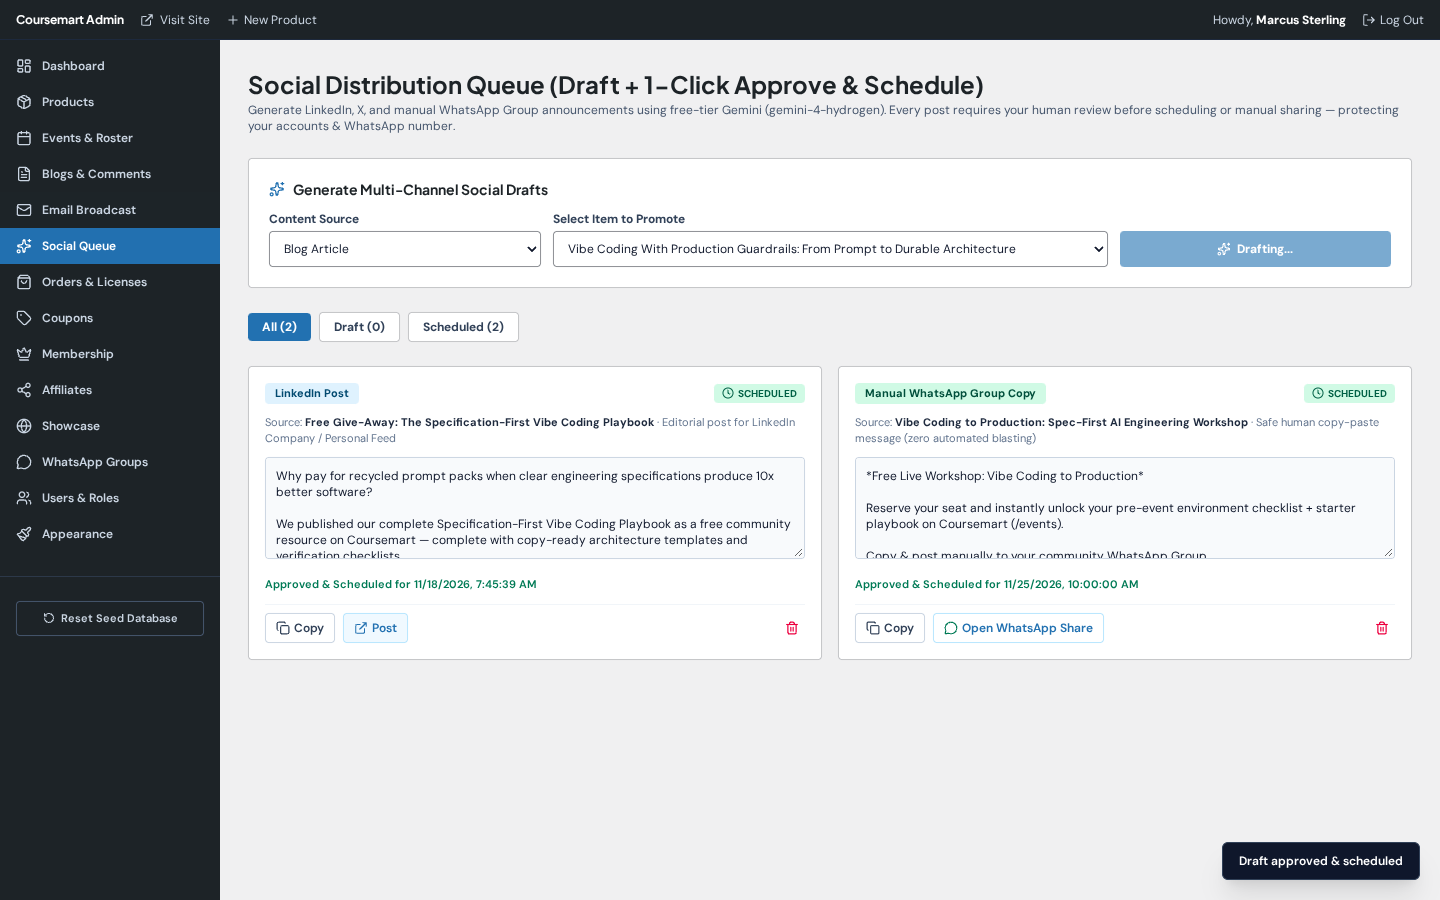 Coursemart Admin
Visit Site
New Product
Howdy, Marcus Sterling
Log Out
Dashboard
Products
Events & Roster
Blogs & Comments
Email Broadcast
Social Queue
Orders & Licenses
Coupons
Membership
Affiliates
Showcase
WhatsApp Groups
Users & Roles
Appearance
Reset Seed Database
Social Distribution Queue (Draft + 1-Click Approve & Schedule)
Generate LinkedIn, X, and manual WhatsApp Group announcements using free-tier Gemini (gemini-4-hydrogen). Every post requires your human review before scheduling or manual sharing — protecting
your accounts & WhatsApp number.
Generate Multi-Channel Social Drafts
Content Source
Select Item to Promote
Blog Article
Vibe Coding With Production Guardrails: From Prompt to Durable Architecture
Drafting...
All (2)
Draft (0)
Scheduled (2)
LinkedIn Post
SCHEDULED
Source: Free Give-Away: The Specification-First Vibe Coding Playbook · Editorial post for LinkedIn
Company / Personal Feed
Why pay for recycled prompt packs when clear engineering specifications produce 10x
better software?
We published our complete Specification-First Vibe Coding Playbook as a free community
resource on Coursemart — complete with copy-ready architecture templates and
verification checklists.
Approved & Scheduled for 11/18/2026, 7:45:39 AM
Copy
Post
Manual WhatsApp Group Copy
SCHEDULED
Source: Vibe Coding to Production: Spec-First AI Engineering Workshop · Safe human copy-paste
message (zero automated blasting)
*Free Live Workshop: Vibe Coding to Production*
Reserve your seat and instantly unlock your pre-event environment checklist + starter
playbook on Coursemart (/events).
Copy & post manually to your community WhatsApp Group.
Approved & Scheduled for 11/25/2026, 10:00:00 AM
Copy
Open WhatsApp Share
Draft approved & scheduled